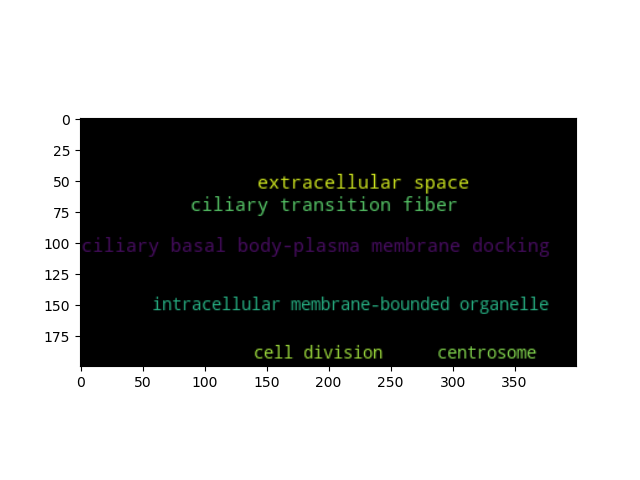 0
25
50
75
100
125
150
175
extracellular space
ciliary transition fiber
ciliary basal body-plasma membrane docking
intracellular membrane-bounded organelle
cell division centrosome
0 50 100 150 200 250 300 350